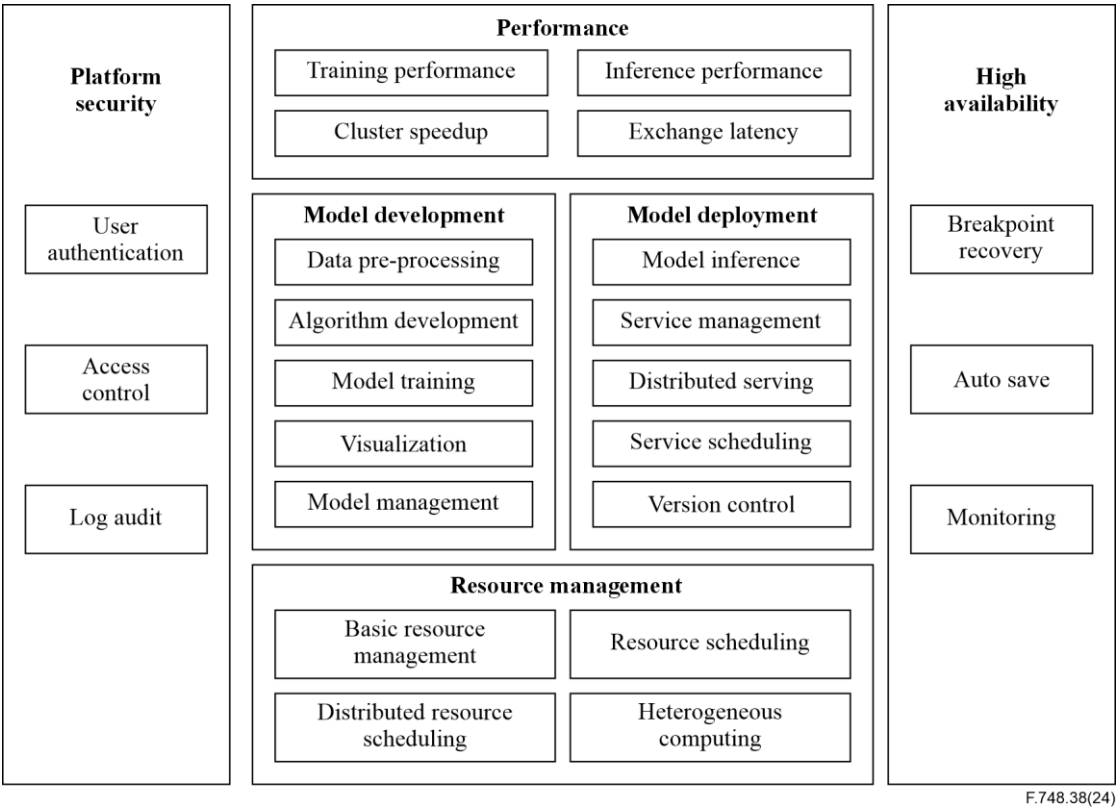 Platform
security
User
authentication
Access
control
Log audit
Performance
Training performance
Inference performance
Cluster speedup
Exchange latency
Model development
Data pre-processing
Algorithm development
Model training
Visualization
Model management
Model deployment
Model inference
Service management
Distributed serving
Service scheduling
Version control
Resource management
Basic resource
management
Resource scheduling
Distributed resource
scheduling
Heterogeneous
computing
High
availability
Breakpoint
recovery
Auto save
Monitoring
F.748.38(24)